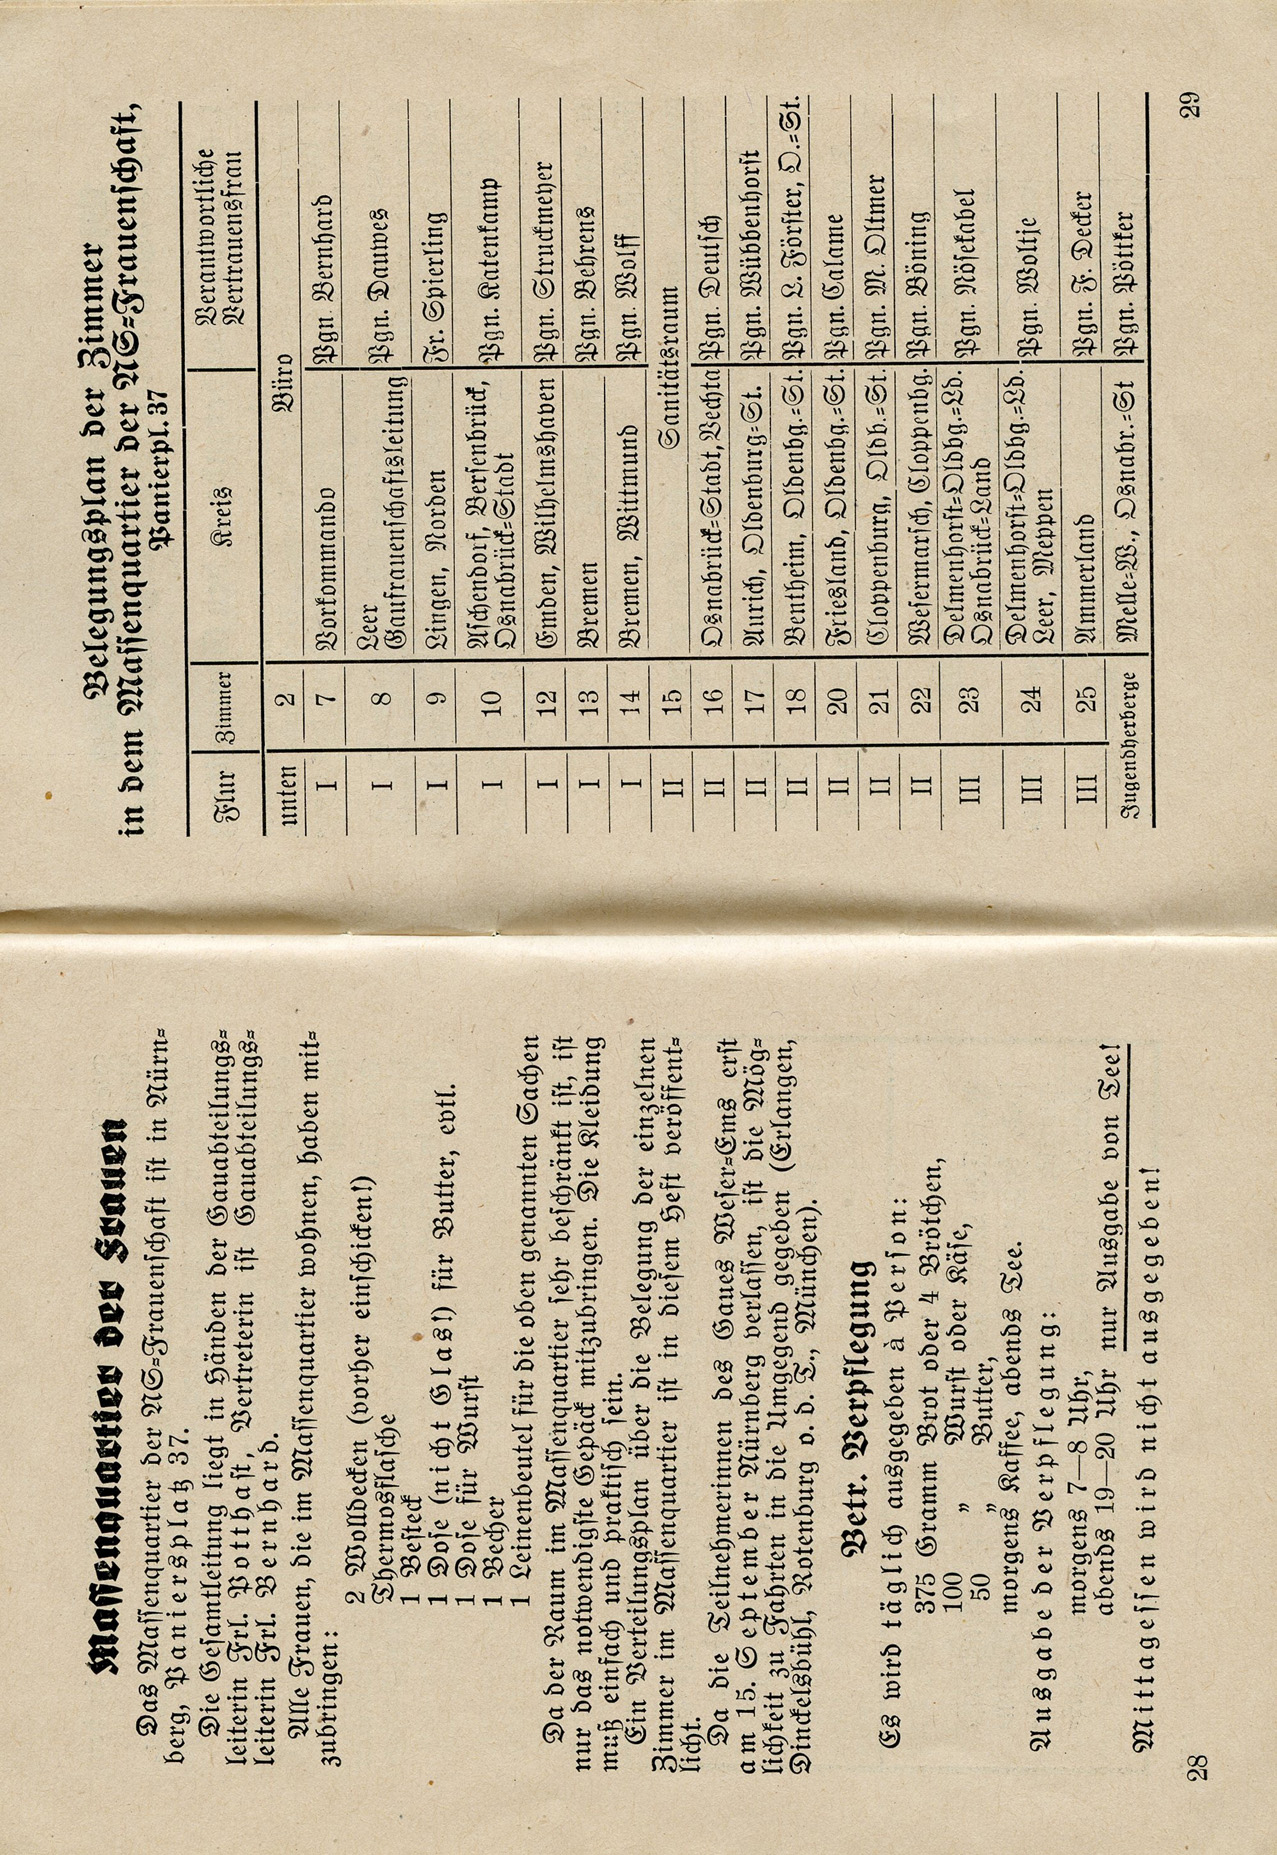 Massenquartier der Frauen
Das Massenquartier der NS=Frauenschaft ist in Nürn=
berg, Paniersplatz 37.
Die Gesamtleitung liegt in Händen der Gauabteilungs=
leiterin Frl. Potthast, Vertreterin ist Gauabteilungs=
leiterin Frl. Bernhard.
Alle Frauen, die im Massenquartier wohnen, haben mit=
zubringen:
2 Wolldecken (vorher einschicken!)
Thermosflasche
1 Besteck
1 Dose (nicht Glas!) für Butter, evtl.
1 Dose für Wurst
1 Becher
1 Leinenbeutel für die oben genannten Sachen
Da der Raum im Massenquartier sehr beschränkt ist, ist
nur das notwendigste Gepäck mitzubringen. Die Kleidung
muß einfach und praktisch sein.
Ein Verteilungsplan über die Belegung der einzelnen
Zimmer im Massenquartier ist in diesem Heft veröffent=
licht.
Da die Teilnehmerinnen des Gaues Weser=Ems erst
am 15. September Nürnberg verlassen, ist die Mög=
lichkeit zu Fahrten in die Umgegend gegeben (Erlangen,
Dinckelsbühl, Rotenburg o. d. T., München).
Betr. Verpflegung
Es wird täglich ausgegeben à Person:
375 Gramm Brot oder 4 Brötchen,
100 „ Wurst oder Käse,
50 „ Butter,
morgens Kaffee, abends Tee.
Ausgabe der Verpflegung:
morgens 7—8 Uhr,
abends 19—20 Uhr nur Ausgabe von Tee!
Mittagessen wird nicht ausgegeben!
28
Belegungsplan der Zimmer
in dem Massenquartier der NS=Frauenschaft,
Panierpl. 37
Flur Zimmer Kreis Verantwortliche
Vertrauensfrau
unten 2 Büro
I 7 Vorkommando Pgn. Bernhard
I 8 Leer
Gaufrauenschaftsleitung Pgn. Dauwes
I 9 Lingen, Norden Fr. Spierling
I 10 Aschendorf, Bersenbrück,
Osnabrück=Stadt Pgn. Katenkamp
I 12 Emden, Wilhelmshaven Pgn. Struckmeyer
I 13 Bremen Pgn. Behrens
I 14 Bremen, Wittmund Pgn. Wolff
II 15 Sanitätsraum
II 16 Osnabrück=Stadt, Vechta Pgn. Deutsch
II 17 Aurich, Oldenburg=St. Pgn. Wübbenhorst
II 18 Bentheim, Oldenbg.=St. Pgn. L. Förster, O.=St.
II 20 Friesland, Oldenbg.=St. Pgn. Calame
II 21 Cloppenburg, Oldb.=St. Pgn. M. Oltmer
II 22 Wesermarsch, Cloppenbg. Pgn. Böning
III 23 Delmenhorst=Oldbg.=Ld.
Osnabrück=Land Pgn. Nösekabel
III 24 Delmenhorst=Oldbg.=Ld.
Leer, Meppen Pgn. Woltje
III 25 Ammerland Pgn. F. Decker
Jugendherberge Melle=W., Osnabr.=St Pgn. Pöttker
29